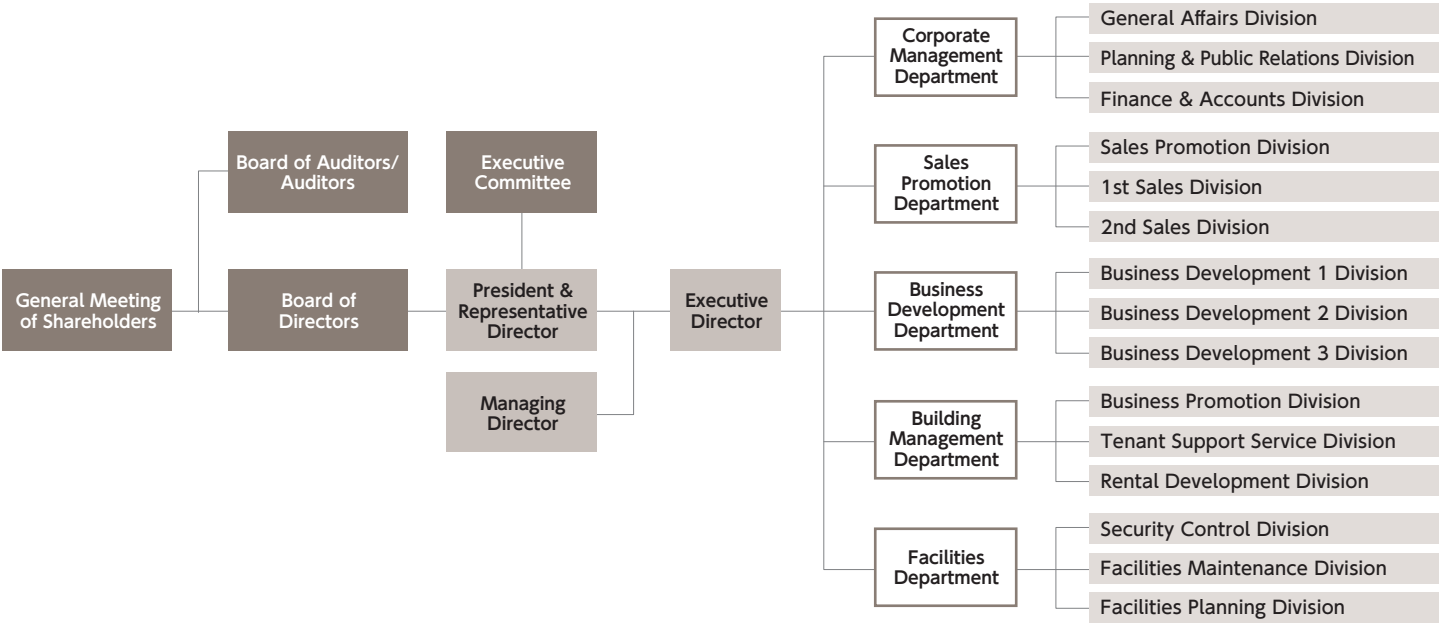 General Meeting
of Shareholders
Board of Auditors/
Auditors
Board of
Directors
Executive
Committee
President &
Representative
Director
Managing
Director
Executive
Director
Corporate
Management
Department
General Affairs Division
Planning & Public Relations Division
Finance & Accounts Division
Sales
Promotion
Department
Sales Promotion Division
1st Sales Division
2nd Sales Division
Business
Development
Department
Business Development 1 Division
Business Development 2 Division
Business Development 3 Division
Building
Management
Department
Business Promotion Division
Tenant Support Service Division
Rental Development Division
Facilities
Department
Security Control Division
Facilities Maintenance Division
Facilities Planning Division